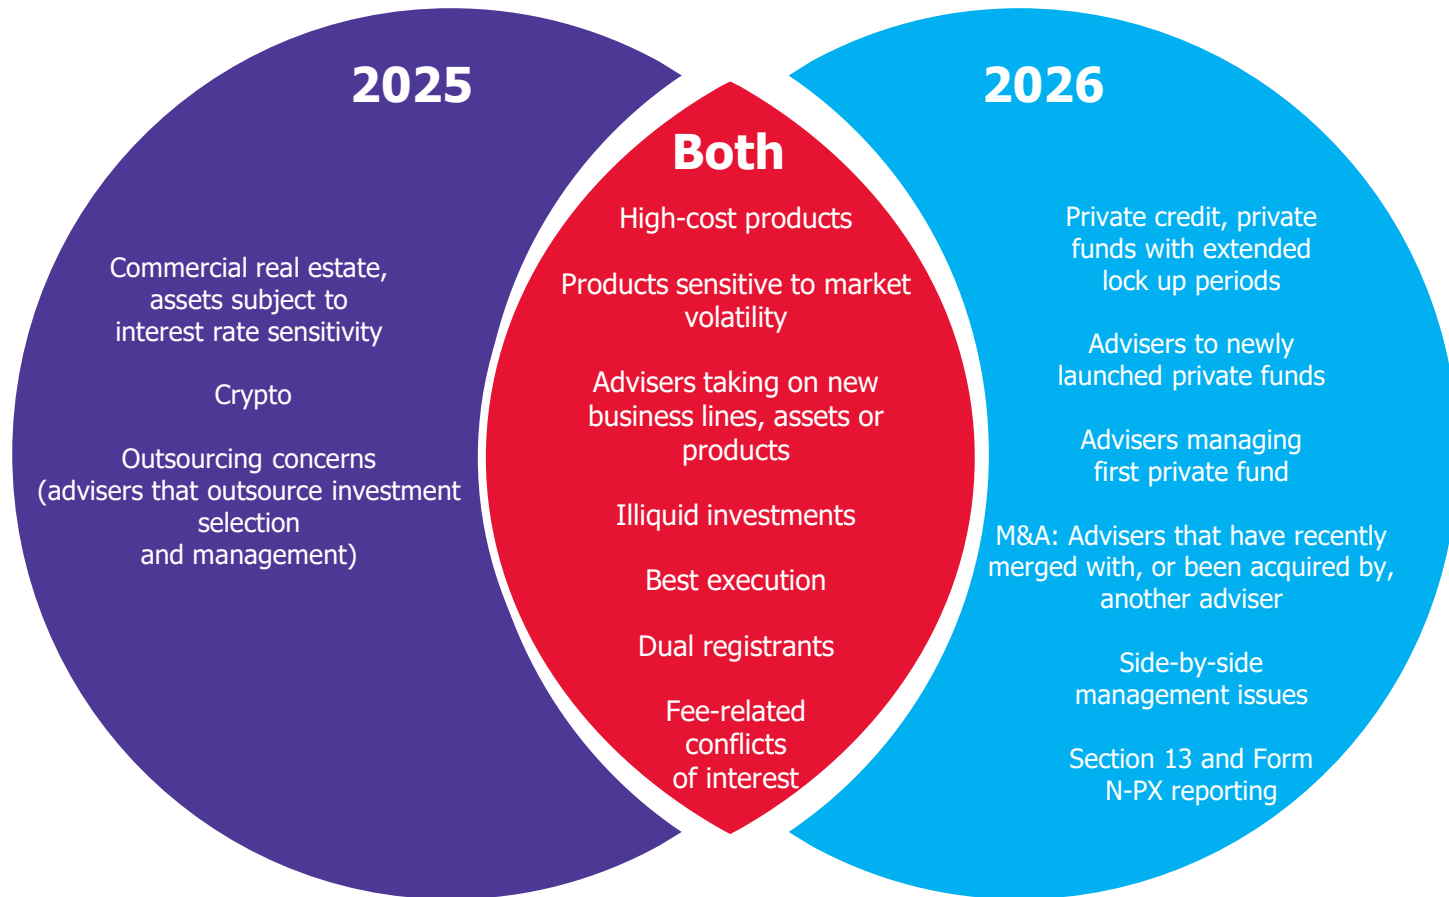 2025
Commercial real estate,
assets subject to
interest rate sensitivity
Crypto
Outsourcing concerns
(advisers that outsource investment
selection
and management)
Both
High-cost products
Products sensitive to market
volatility
Advisers taking on new
business lines, assets or
products
Illiquid investments
Best execution
Dual registrants
Fee-related
conflicts
of interest
2026
Private credit, private
funds with extended
lock up periods
Advisers to newly
launched private funds
Advisers managing
first private fund
M&A: Advisers that have recently
merged with, or been acquired by,
another adviser
Side-by-side
management issues
Section 13 and Form
N-PX reporting